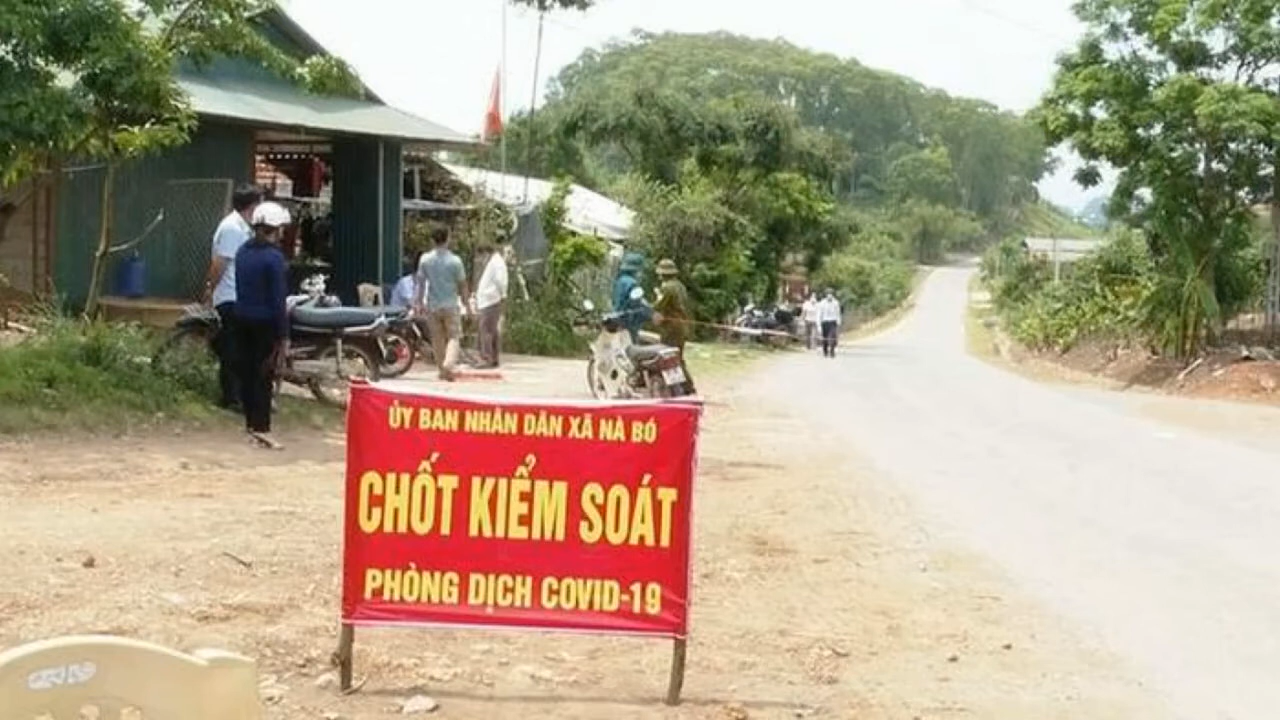 ỦY BAN NHÂN DÂN XÃ NÀ BÓ
CHỐT KIỂM SOÁT
PHÒNG DỊCH COVID-19